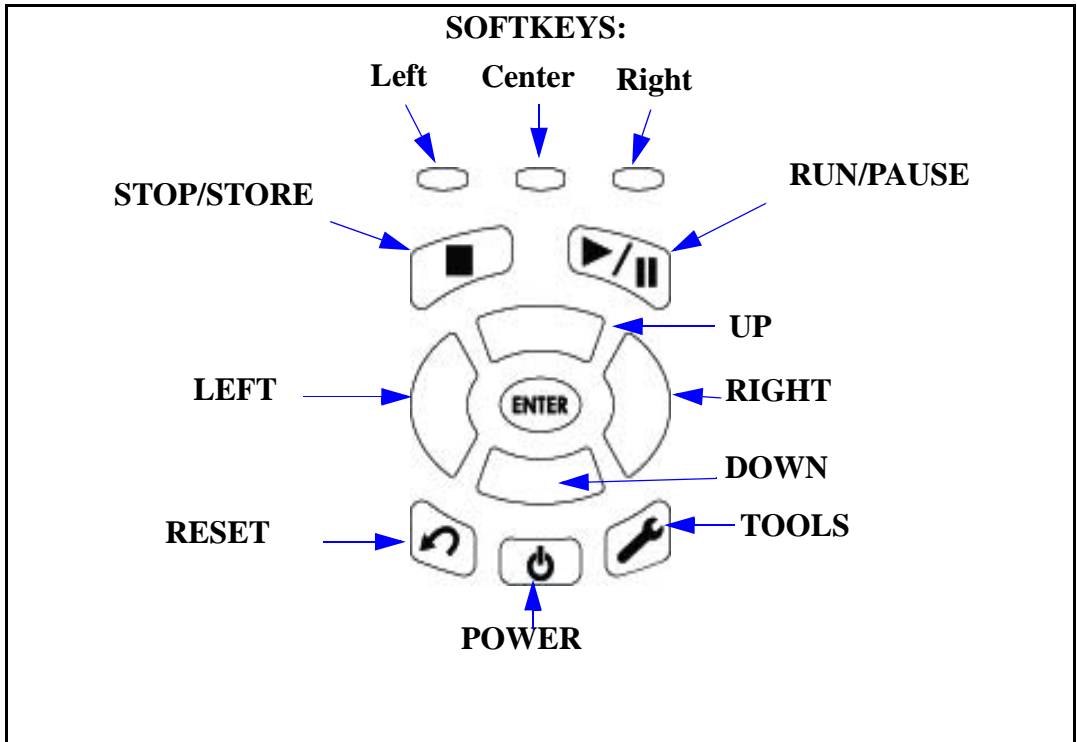 SOFTKEYS:
Left Center Right
STOP/STORE
RUN/PAUSE
UP
LEFT
ENTER
RIGHT
DOWN
RESET
TOOLS
POWER